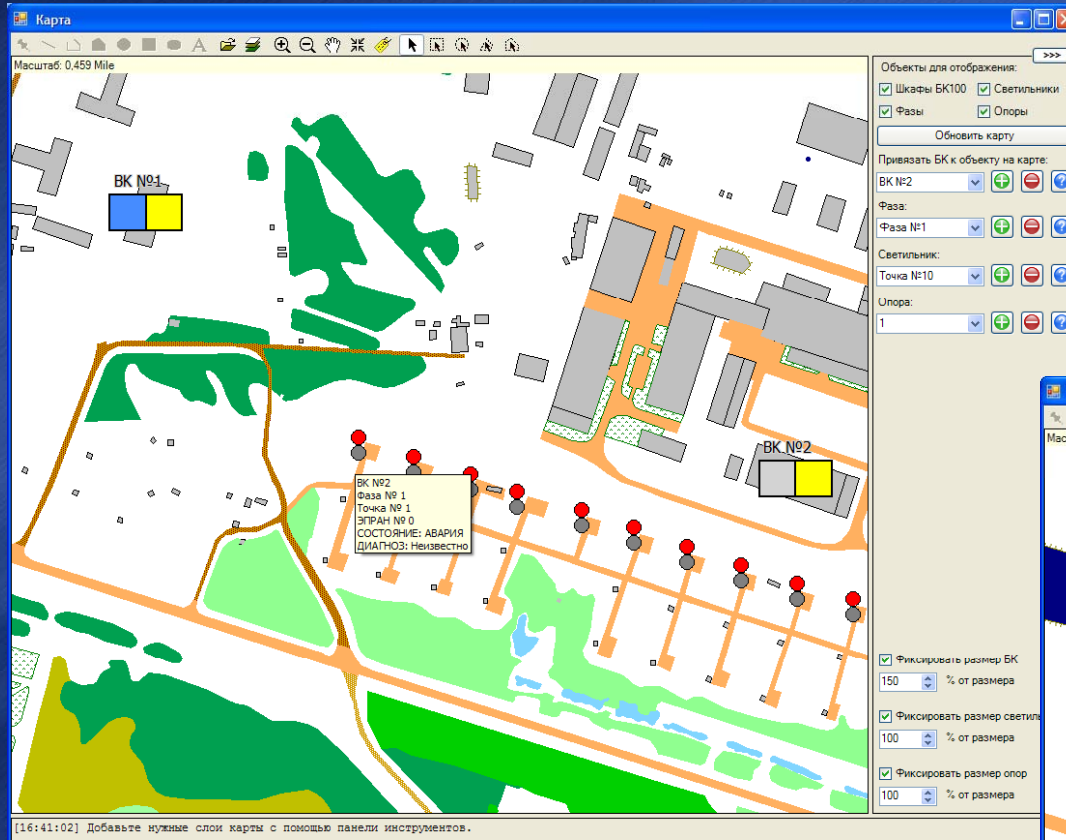 Карта
Масштаб: 0,459 Mile
>>>
Объекты для отображения:
Шкафы БК100
Светильники
Фазы
Опоры
Обновить карту
Привязать БК к объекту на карте:
ВК №2
Фаза:
Фаза №1
Светильник:
Точка №10
Опора:
1
ВК №1
ВК №2
ВК №2
Фаза № 1
Точка № 1
ЭПРАН № 0
СОСТОЯНИЕ: АВАРИЯ
ДИАГНОЗ: Неизвестно
Мас
Фиксировать размер БК
150 % от размера
Фиксировать размер светиль
100 % от размера
Фиксировать размер опор
100 % от размера
[16:41:02] Добавьте нужные слои карты с помощью панели инструментов.